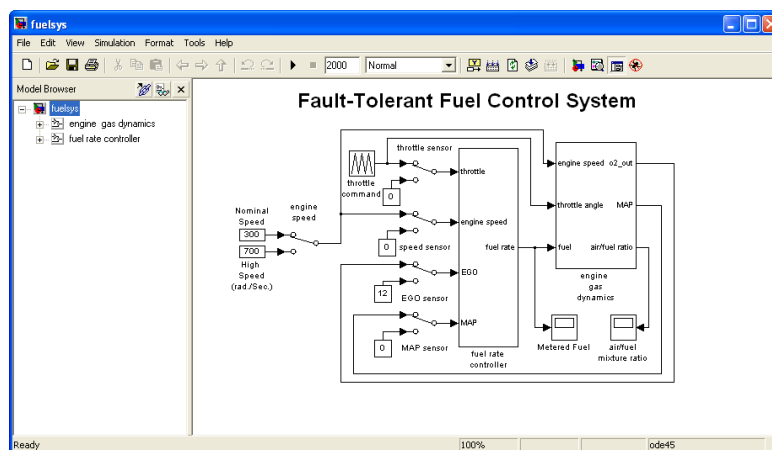 fuelsys
File Edit View Simulation Format Tools Help
2000 Normal
Model Browser
fuelsys
engine gas dynamics
fuel rate controller
Fault-Tolerant Fuel Control System
throttle sensor
throttle command
0
throttle
engine speed o2_out
Nominal Speed
engine speed
300
700
High Speed (rad./Sec.)
0
speed sensor
engine speed
throttle angle MAP
fuel rate
fuel air/fuel ratio
EGO
12
EGO sensor
engine gas dynamics
MAP
0
MAP sensor
fuel rate controller
Metered Fuel
air/fuel mixture ratio
Ready 100% ode45